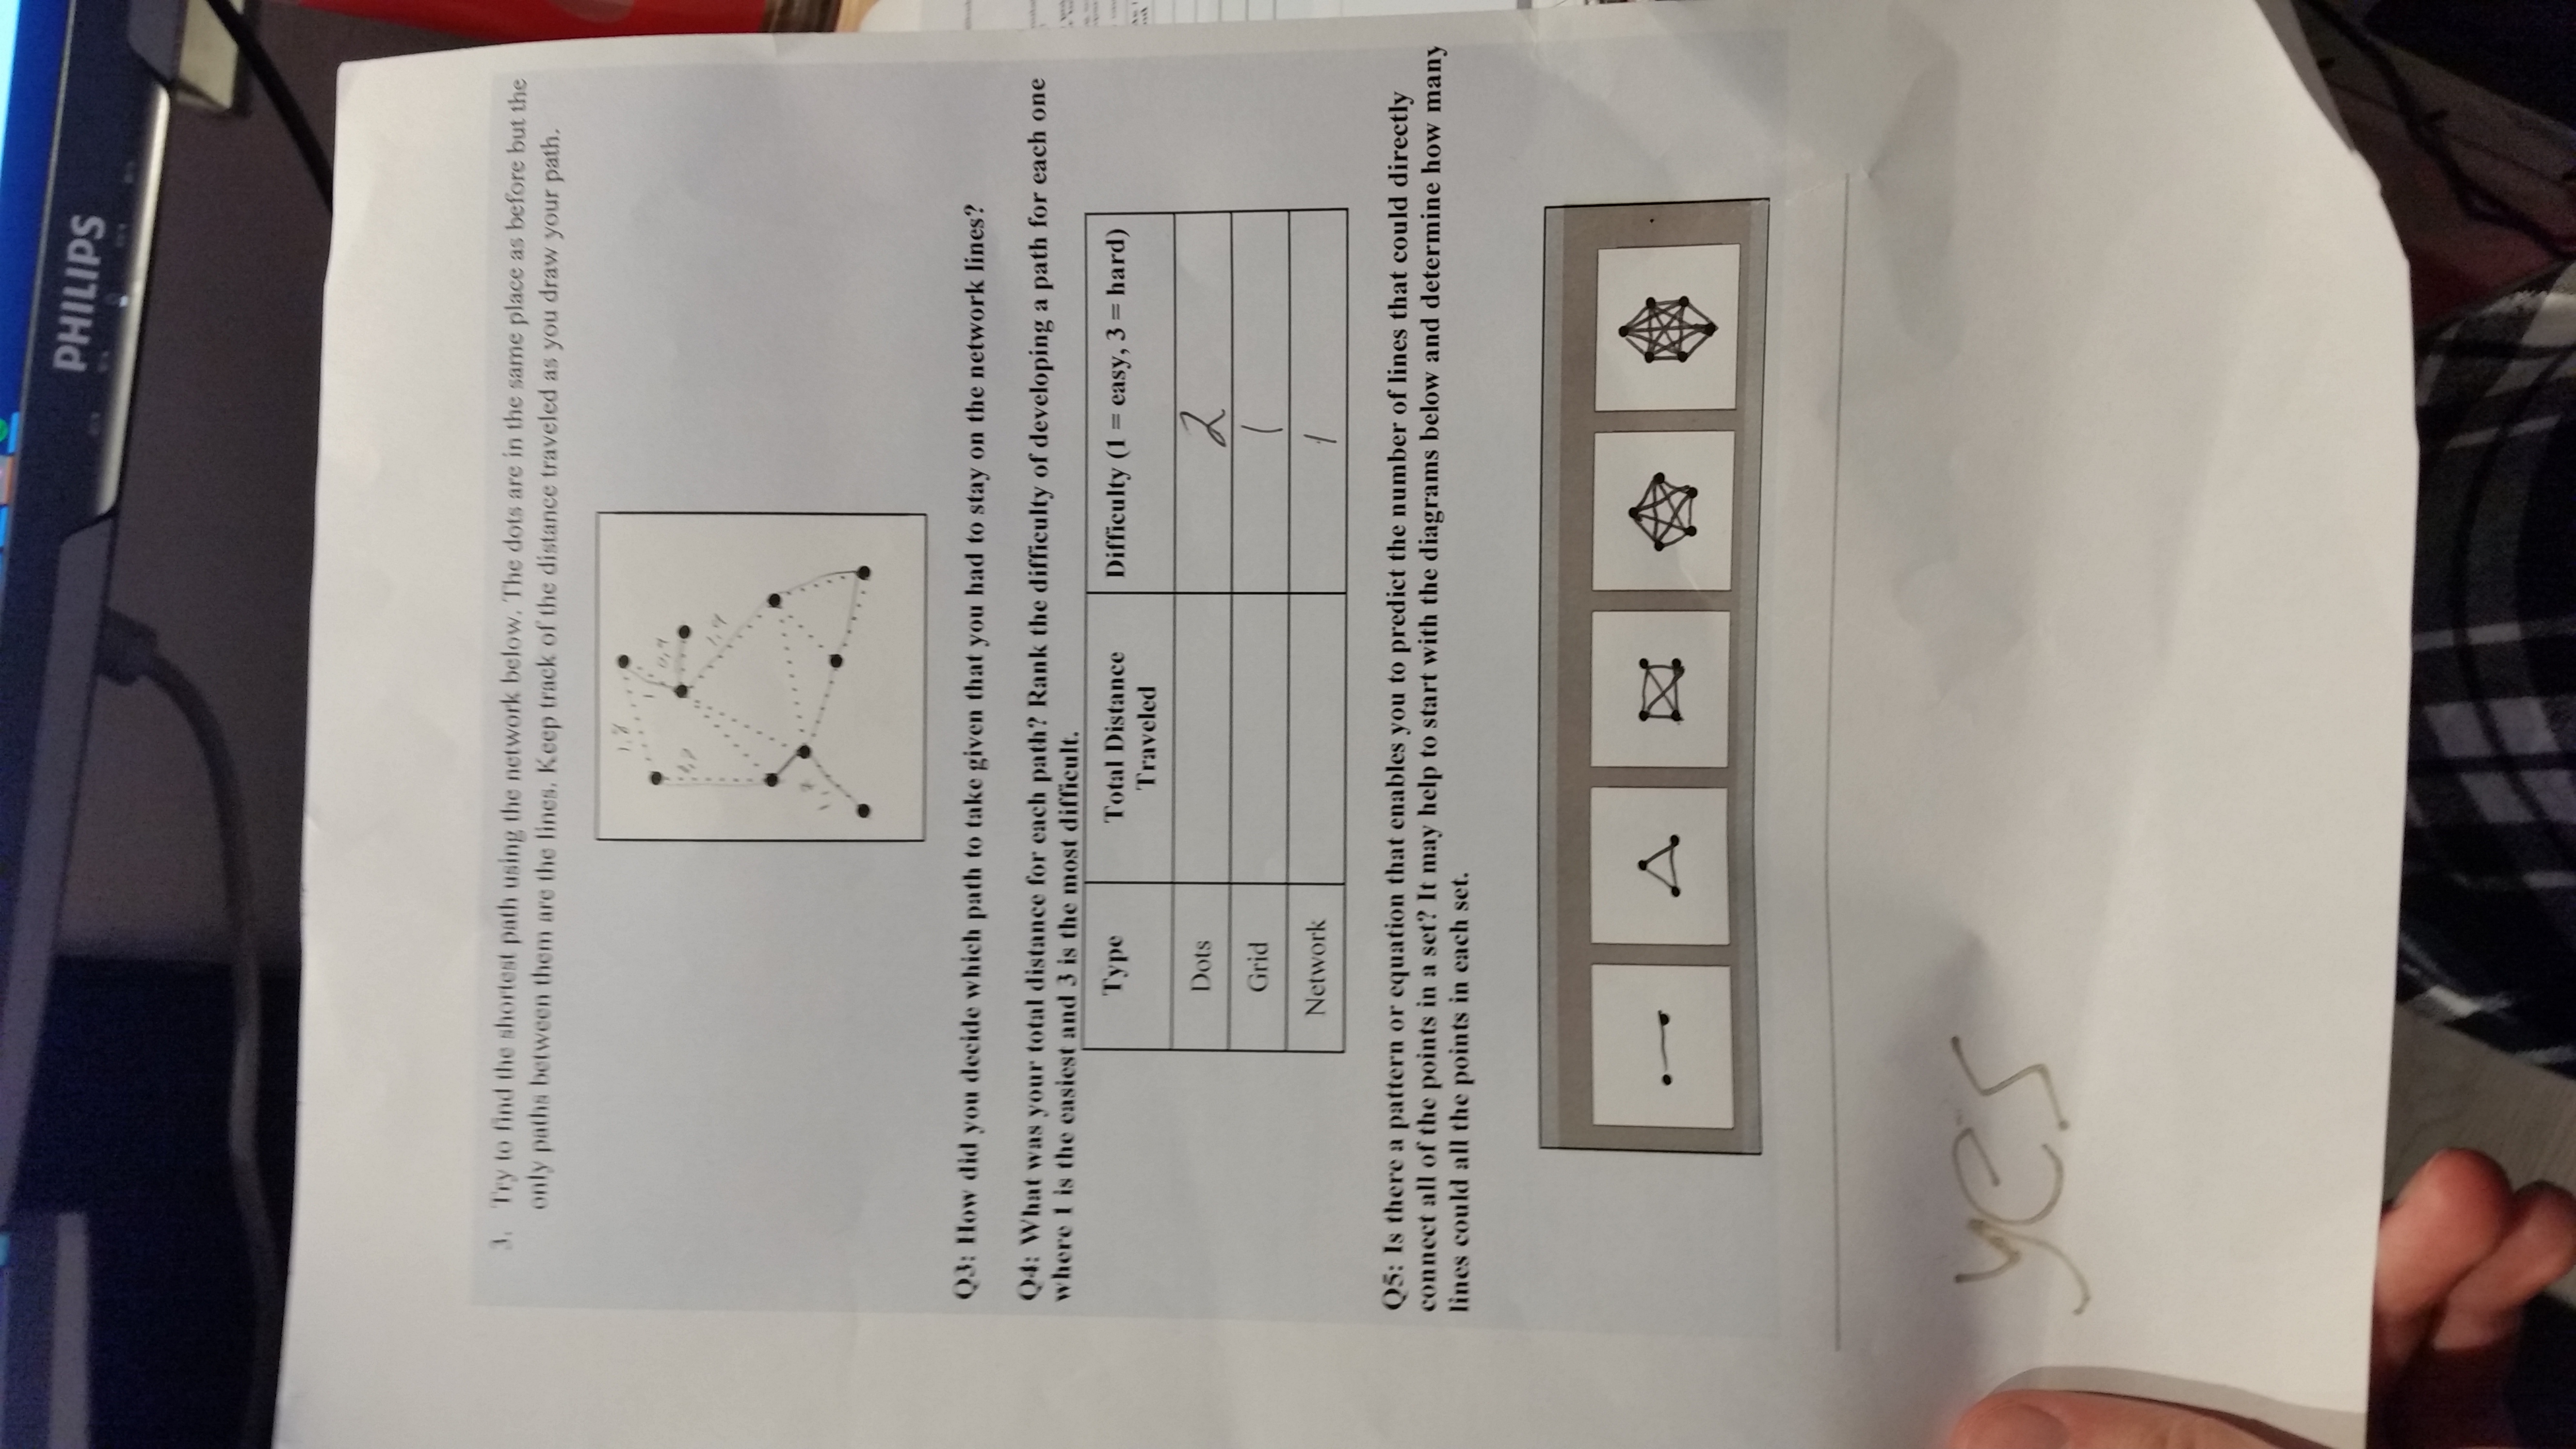 PHILIPS
3. Try to find the shortest path using the network below. The dots are in the same place as before but the
only paths between them are the lines. Keep track of the distance traveled as you draw your path.
1.8
1
0.9
1.9
Q3: How did you decide which path to take given that you had to stay on the network lines?
Q4: What was your total distance for each path? Rank the difficulty of developing a path for each one
where 1 is the easiest and 3 is the most difficult.
Type Total Distance Difficulty (1 = easy, 3 = hard)
Traveled
Dots 2
Grid 1
Network 1
Q5: Is there a pattern or equation that enables you to predict the number of lines that could directly
connect all of the points in a set? It may help to start with the diagrams below and determine how many
lines could all the points in each set.
yes